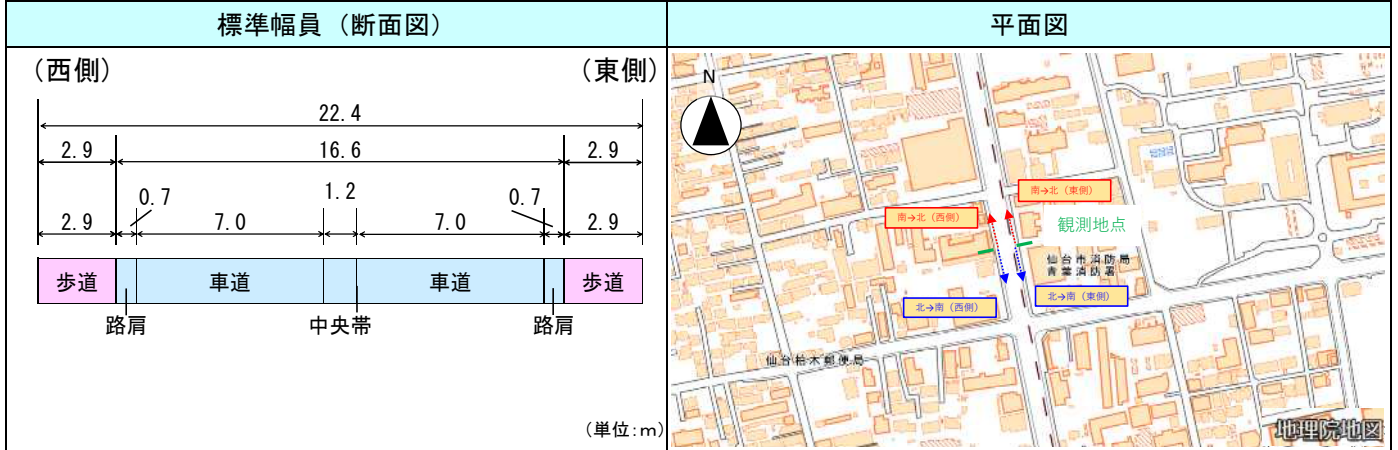 標準幅員（断面図）
平面図
（西側）
（東側）
22.4
2.9
16.6
2.9
0.7
1.2
0.7
2.9
7.0
7.0
2.9
歩道
車道
車道
歩道
路肩
中央帯
路肩
（単位:m）
N
南→北（東側）
南→北（西側）
観測地点
仙台市消防局
青葉消防署
北→南（東側）
北→南（西側）
仙台柏木郵便局
地理院地図